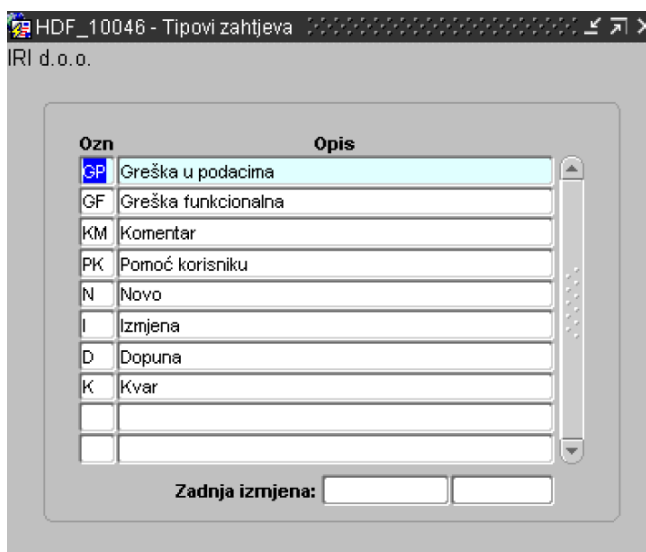 HDF_10046 - Tipovi zahtjeva
IRI d.o.o.
Ozn Opis
GP Greška u podacima
GF Greška funkcionalna
KM Komentar
PK Pomoć korisniku
N Novo
I Izmjena
D Dopuna
K Kvar
Zadnja izmjena: